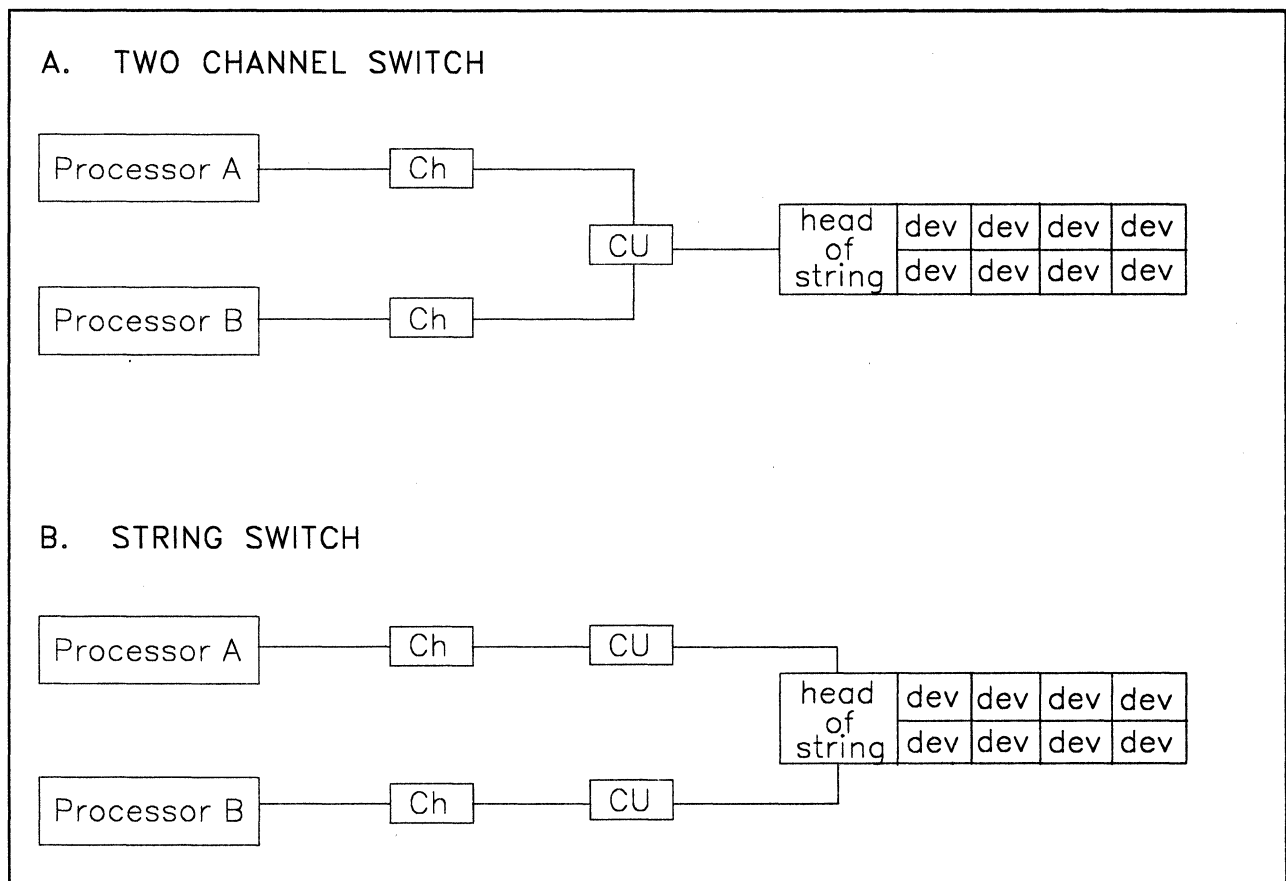 A. TWO CHANNEL SWITCH
Processor A
Ch
CU
head
of
string
dev dev dev dev
dev dev dev dev
Processor B
Ch
B. STRING SWITCH
Processor A
Ch
CU
head
of
string
dev dev dev dev
dev dev dev dev
Processor B
Ch
CU